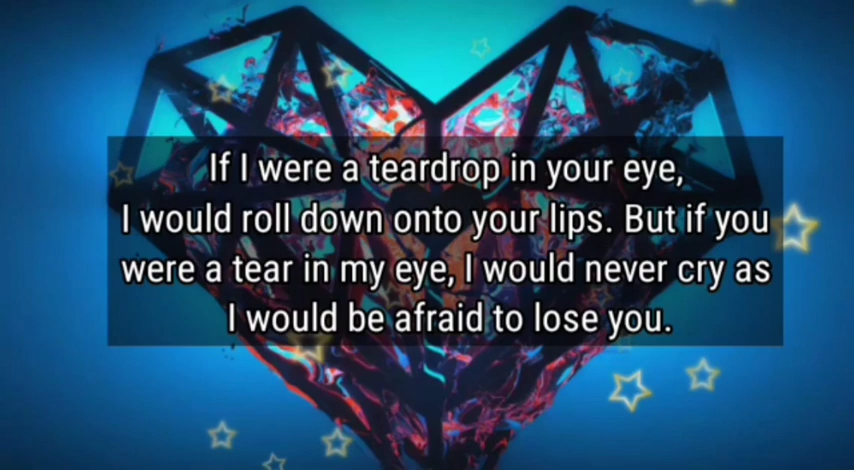 If I were a teardrop in your eye,
I would roll down onto your lips. But if you
were a tear in my eye, I would never cry as
I would be afraid to lose you.